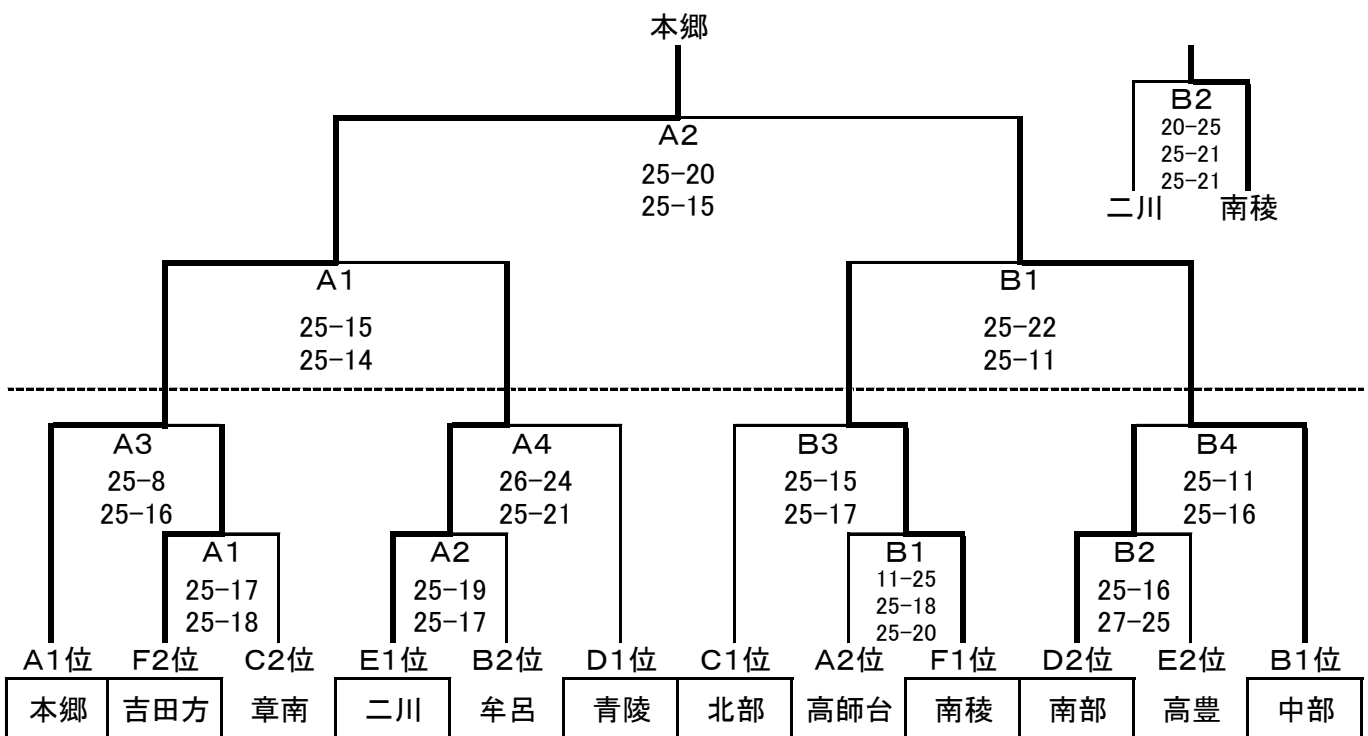 本郷
B2
20-25
25-21
25-21
二川 南稜
A2
25-20
25-15
A1
25-15
25-14
B1
25-22
25-11
A3
25-8
25-16
A4
26-24
25-21
B3
25-15
25-17
B4
25-11
25-16
A1
25-17
25-18
A2
25-19
25-17
B1
11-25
25-18
25-20
B2
25-16
27-25
A1位 F2位 C2位 E1位 B2位 D1位 C1位 A2位 F1位 D2位 E2位 B1位
本郷 吉田方 章南 二川 牟呂 青陵 北部 高師台 南稜 南部 高豊 中部